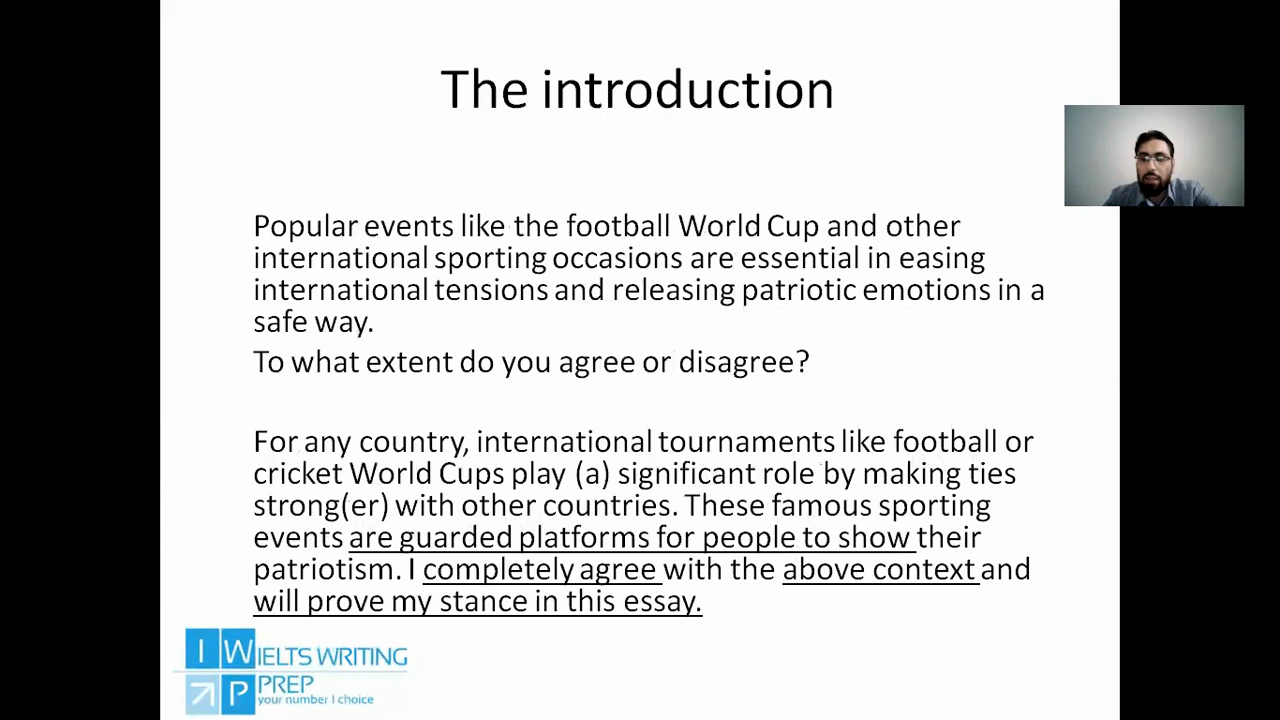 The introduction
Popular events like the football World Cup and other
international sporting occasions are essential in easing
international tensions and releasing patriotic emotions in a
safe way.
To what extent do you agree or disagree?
For any country, international tournaments like football or
cricket World Cups play (a) significant role by making ties
strong(er) with other countries. These famous sporting
events are guarded platforms for people to show their
patriotism. I completely agree with the above context and
will prove my stance in this essay.
I W IELTS WRITING
P PREP
your number 1 choice